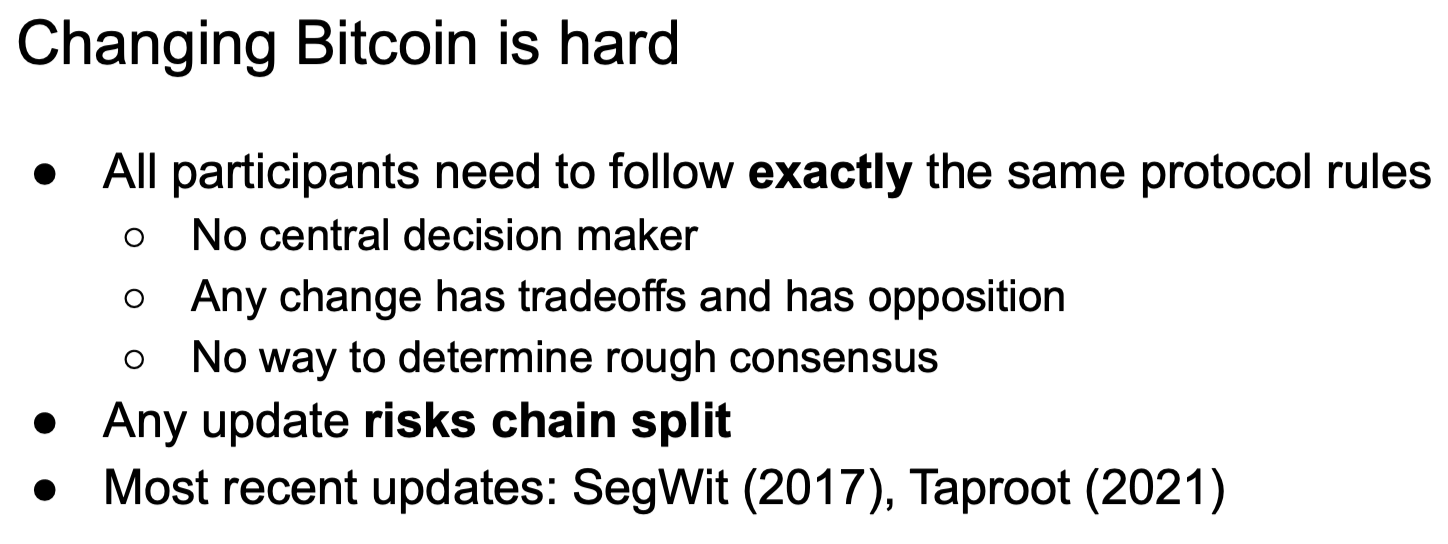 Changing Bitcoin is hard
● All participants need to follow exactly the same protocol rules
○ No central decision maker
○ Any change has tradeoffs and has opposition
○ No way to determine rough consensus
● Any update risks chain split
● Most recent updates: SegWit (2017), Taproot (2021)